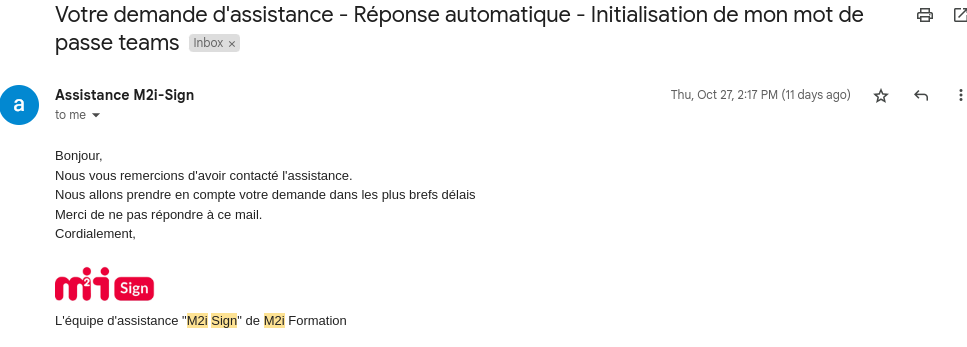 Votre demande d'assistance - Réponse automatique - Initialisation de mon mot de
passe teams Inbox ×
a
Assistance M2i-Sign
Thu, Oct 27, 2:17 PM (11 days ago)
to me
Bonjour,
Nous vous remercions d'avoir contacté l'assistance.
Nous allons prendre en compte votre demande dans les plus brefs délais
Merci de ne pas répondre à ce mail.
Cordialement,
m2i Sign
L'équipe d'assistance "M2i Sign" de M2i Formation